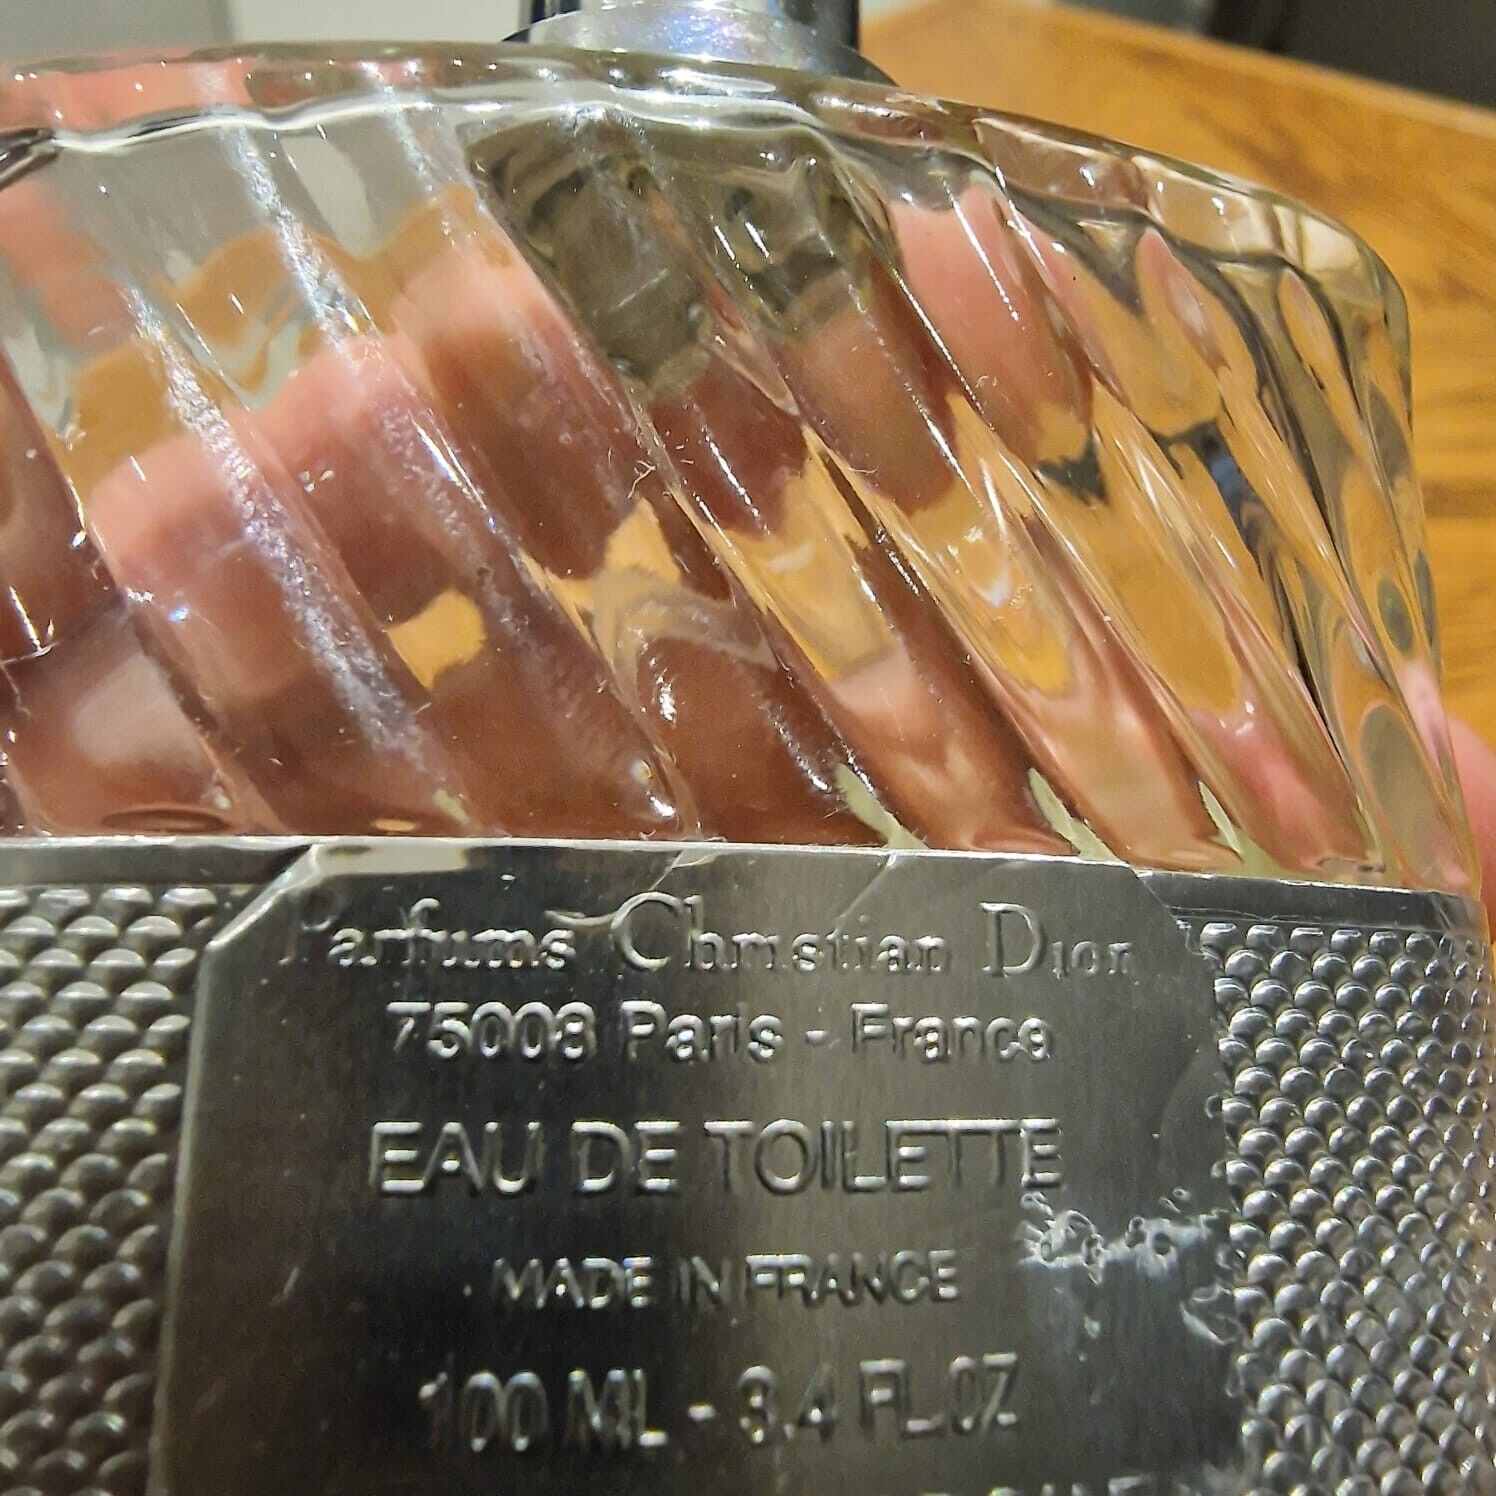 Parfums Christian Dior
75008 Paris - France
EAU DE TOILETTE
MADE IN FRANCE
100 ML - 3.4 FL.OZ